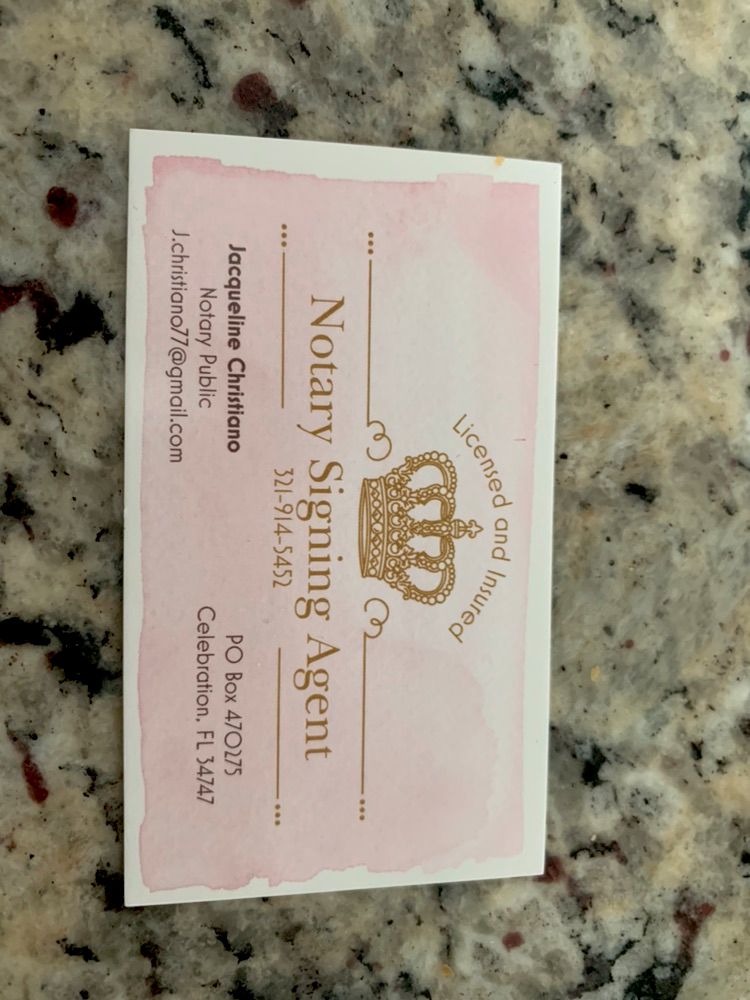 Licensed and Insured
Notary Signing Agent
321-914-5452
Jacqueline Christiano
Notary Public
J.christiano77@gmail.com
PO Box 470275
Celebration, FL 34747